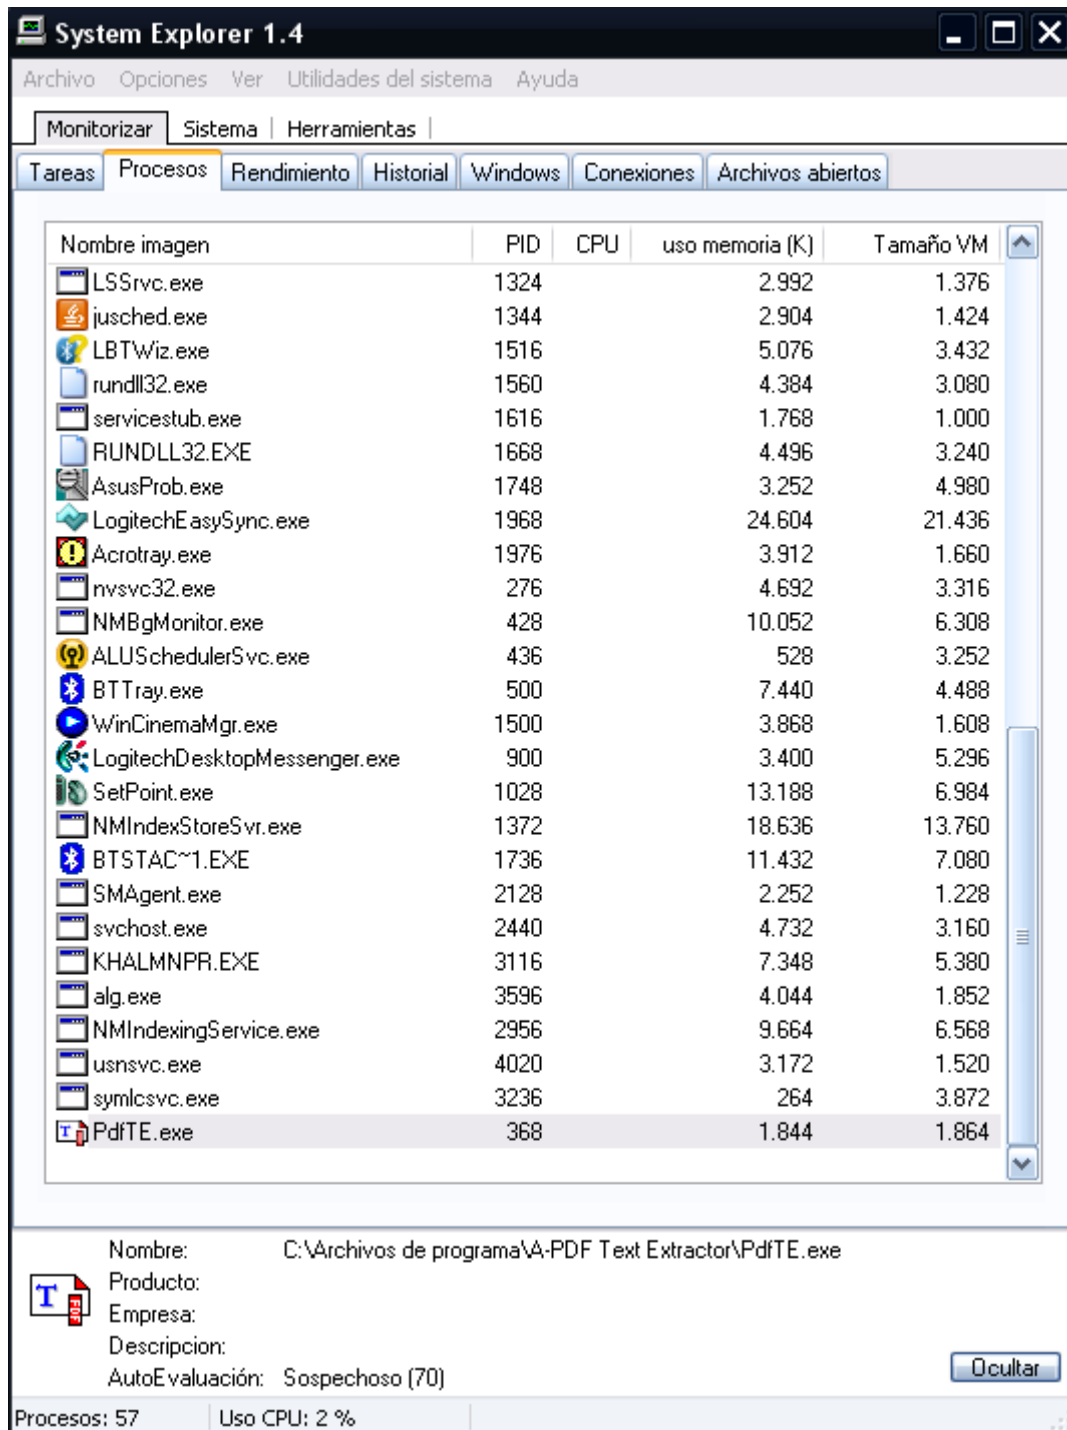 System Explorer 1.4
Archivo Opciones Ver Utilidades del sistema Ayuda
Monitorizar Sistema Herramientas
Tareas Procesos Rendimiento Historial Windows Conexiones Archivos abiertos
Nombre imagen PID CPU uso memoria (K) Tamaño VM
LSSrvc.exe 1324 2.992 1.376
jusched.exe 1344 2.904 1.424
LBTWiz.exe 1516 5.076 3.432
rundll32.exe 1560 4.384 3.080
servicestub.exe 1616 1.768 1.000
RUNDLL32.EXE 1668 4.496 3.240
AsusProb.exe 1748 3.252 4.980
LogitechEasySync.exe 1968 24.604 21.436
Acrotray.exe 1976 3.912 1.660
nvsvc32.exe 276 4.692 3.316
NMBgMonitor.exe 428 10.052 6.308
ALUSchedulerSvc.exe 436 528 3.252
BTTray.exe 500 7.440 4.488
WinCinemaMgr.exe 1500 3.868 1.608
LogitechDesktopMessenger.exe 900 3.400 5.296
SetPoint.exe 1028 13.188 6.984
NMIndexStoreSvr.exe 1372 18.636 13.760
BTSTAC~1.EXE 1736 11.432 7.080
SMAgent.exe 2128 2.252 1.228
svchost.exe 2440 4.732 3.160
KHALMNPR.EXE 3116 7.348 5.380
alg.exe 3596 4.044 1.852
NMIndexingService.exe 2956 9.664 6.568
usnsvc.exe 4020 3.172 1.520
symlcsvc.exe 3236 264 3.872
PdfTE.exe 368 1.844 1.864
Nombre: C:\Archivos de programa\A-PDF Text Extractor\PdfTE.exe
Producto:
Empresa:
Descripcion:
AutoEvaluación: Sospechoso (70)
Ocultar
Procesos: 57 Uso CPU: 2 %